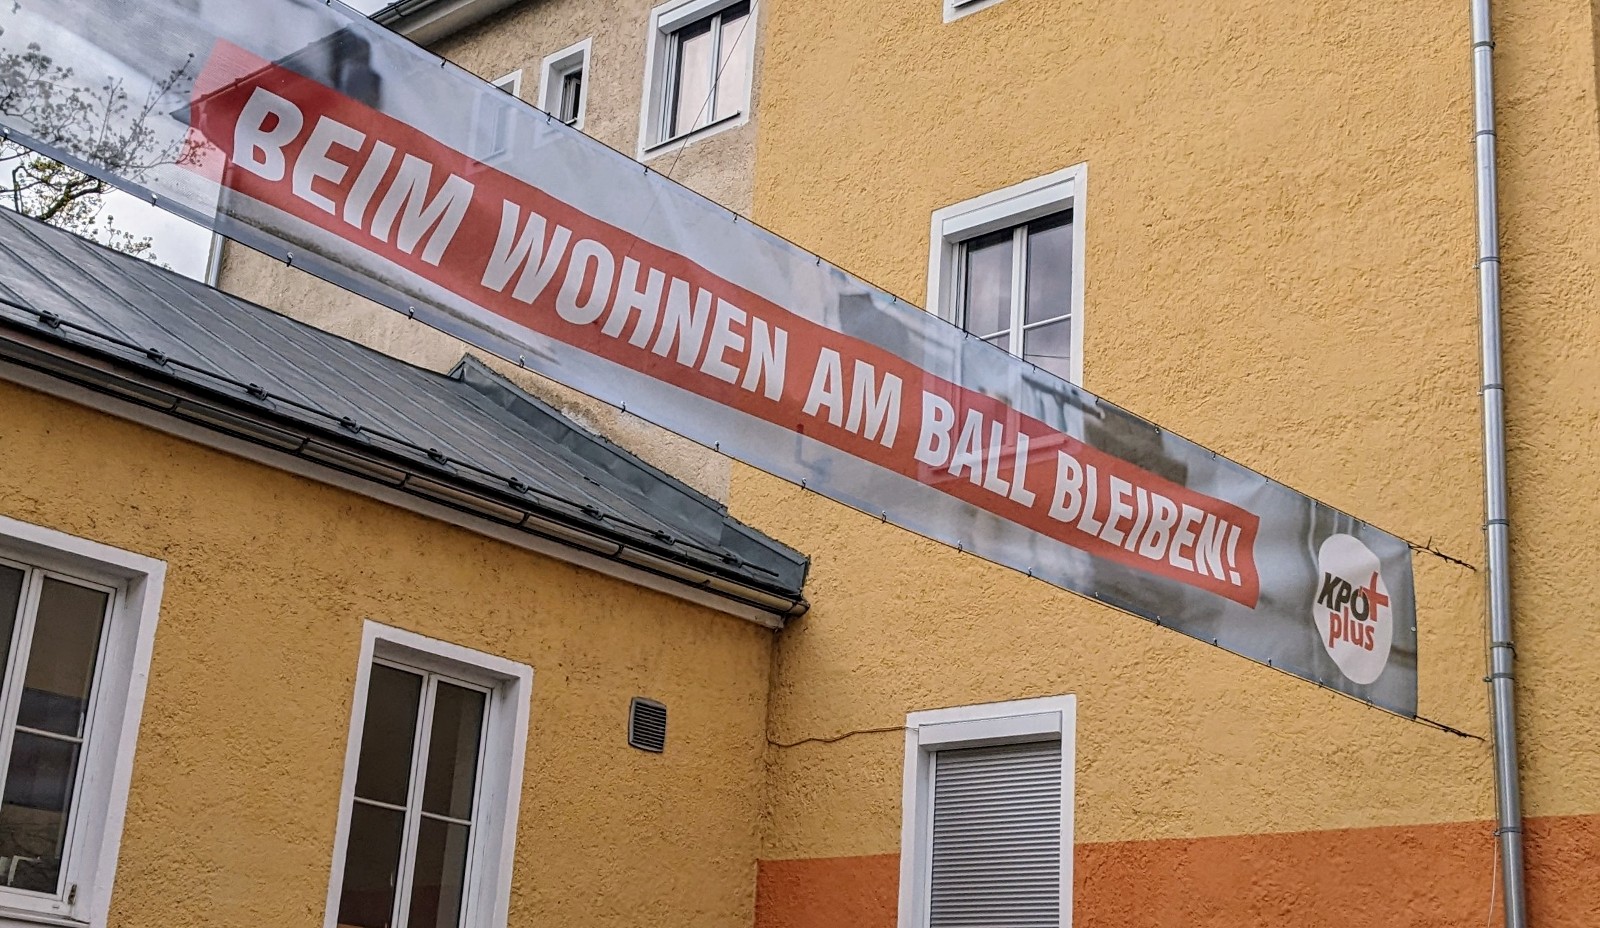 BEIM WOHNEN AM BALL BLEIBEN!
KPÖ+
plus